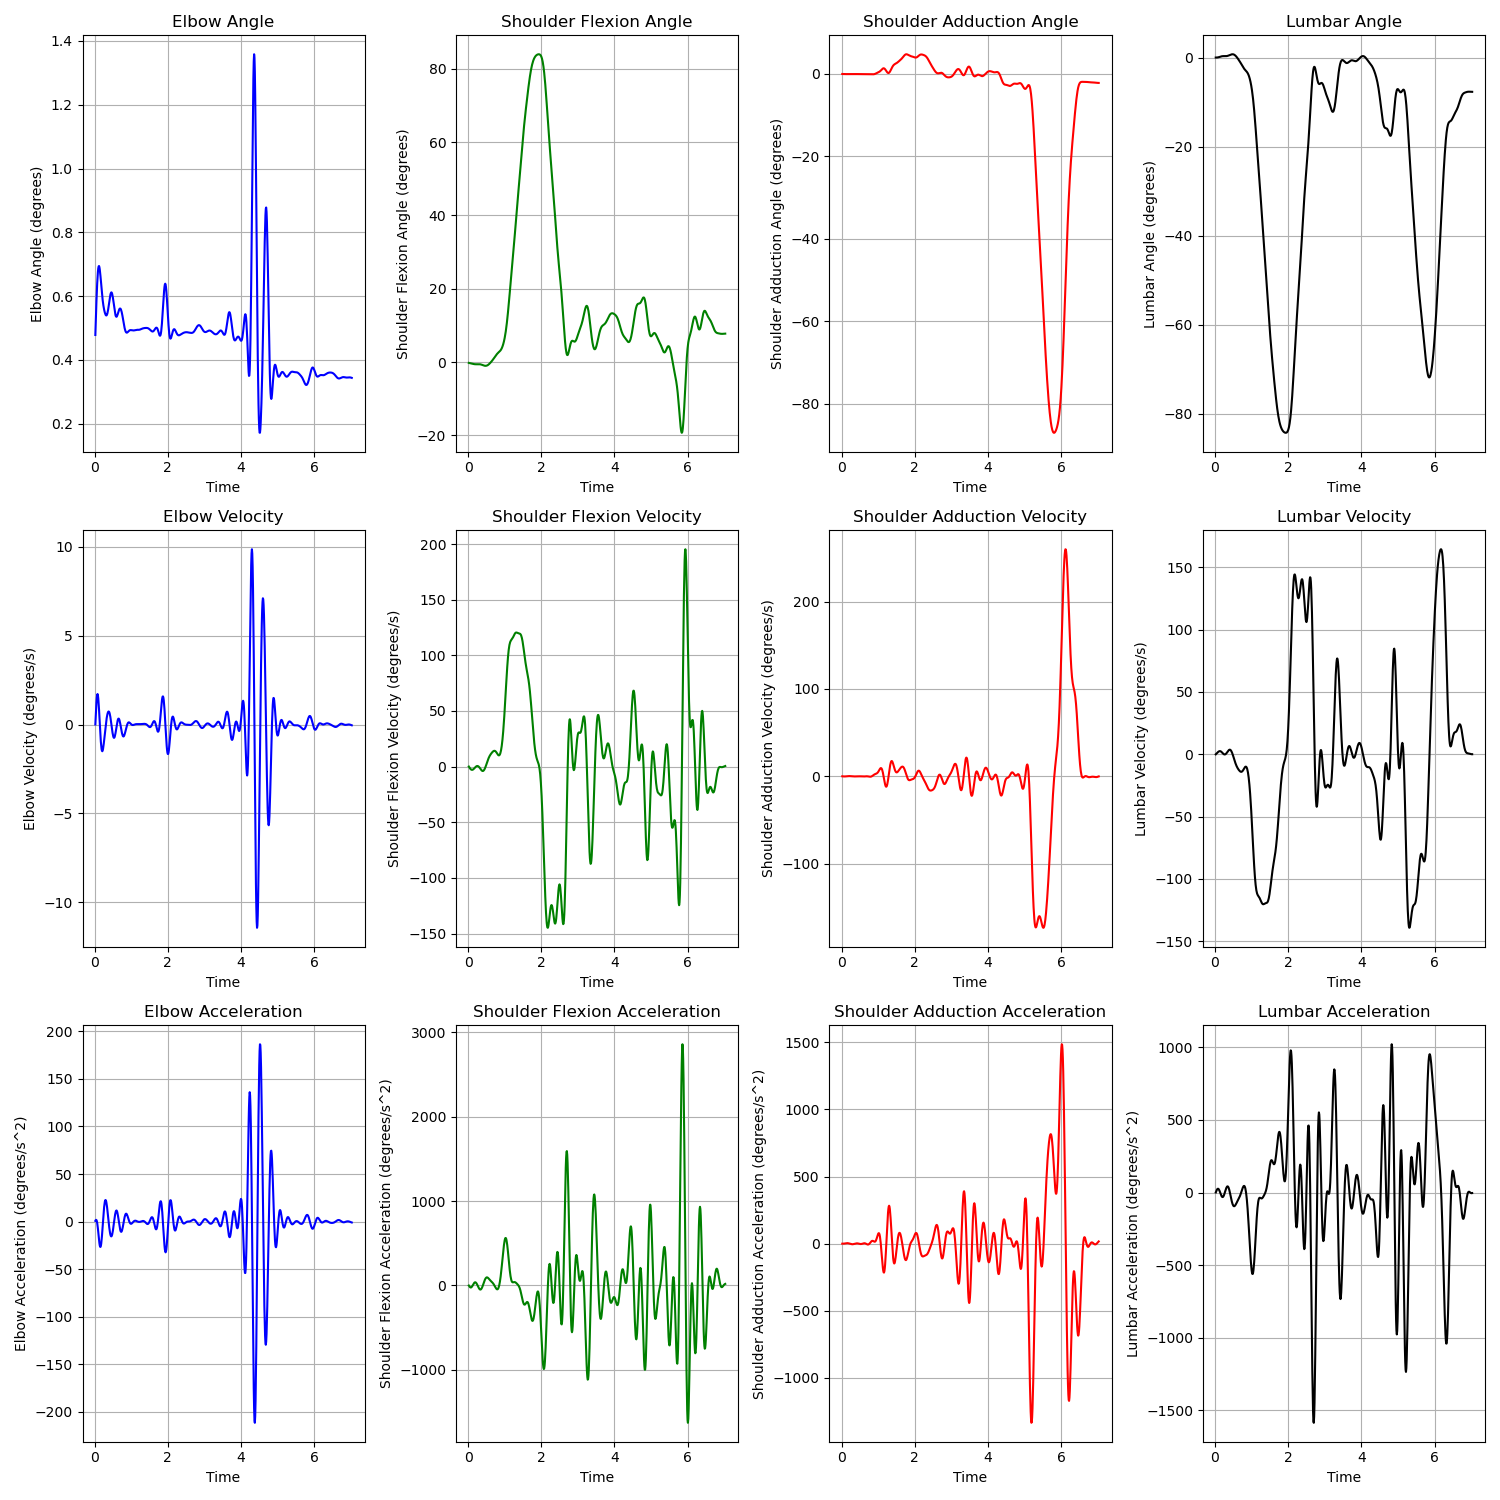 Elbow Angle
Elbow Angle (degrees)
1.4
1.2
1.0
0.8
0.6
0.4
0.2
0 2 4 6
Time
Shoulder Flexion Angle
Shoulder Flexion Angle (degrees)
80
60
40
20
0
−20
0 2 4 6
Time
Shoulder Adduction Angle
Shoulder Adduction Angle (degrees)
0
−20
−40
−60
−80
0 2 4 6
Time
Lumbar Angle
Lumbar Angle (degrees)
0
−20
−40
−60
−80
0 2 4 6
Time
Elbow Velocity
Elbow Velocity (degrees/s)
10
5
0
−5
−10
0 2 4 6
Time
Shoulder Flexion Velocity
Shoulder Flexion Velocity (degrees/s)
200
150
100
50
0
−50
−100
−150
0 2 4 6
Time
Shoulder Adduction Velocity
Shoulder Adduction Velocity (degrees/s)
200
100
0
−100
0 2 4 6
Time
Lumbar Velocity
Lumbar Velocity (degrees/s)
150
100
50
0
−50
−100
−150
0 2 4 6
Time
Elbow Acceleration
Elbow Acceleration (degrees/s^2)
200
150
100
50
0
−50
−100
−150
−200
0 2 4 6
Time
Shoulder Flexion Acceleration
Shoulder Flexion Acceleration (degrees/s^2)
3000
2000
1000
0
−1000
0 2 4 6
Time
Shoulder Adduction Acceleration
Shoulder Adduction Acceleration (degrees/s^2)
1500
1000
500
0
−500
−1000
0 2 4 6
Time
Lumbar Acceleration
Lumbar Acceleration (degrees/s^2)
1000
500
0
−500
−1000
−1500
0 2 4 6
Time